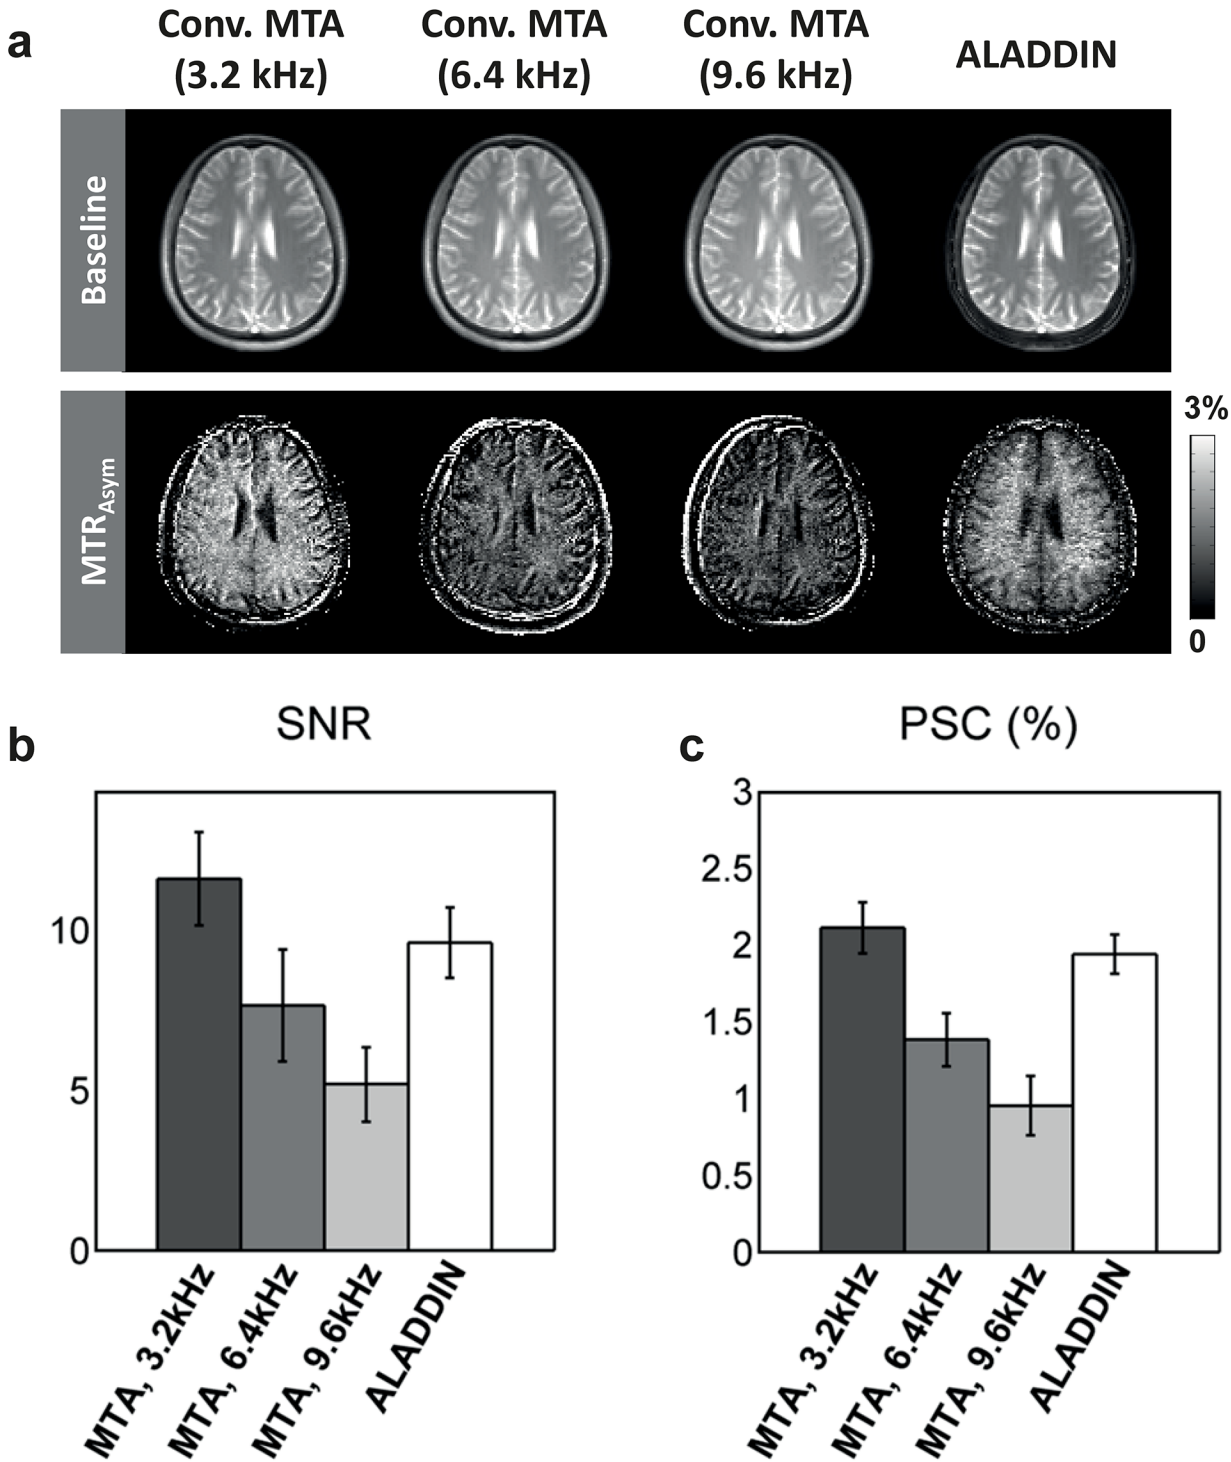 a
Conv. MTA
(3.2 kHz)
Conv. MTA
(6.4 kHz)
Conv. MTA
(9.6 kHz)
ALADDIN
Baseline
MTRAsym
3%
0
b
SNR
10
5
0
MTA, 3.2kHz
MTA, 6.4kHz
MTA, 9.6kHz
ALADDIN
c
PSC (%)
3
2.5
2
1.5
1
0.5
0
MTA, 3.2kHz
MTA, 6.4kHz
MTA, 9.6kHz
ALADDIN